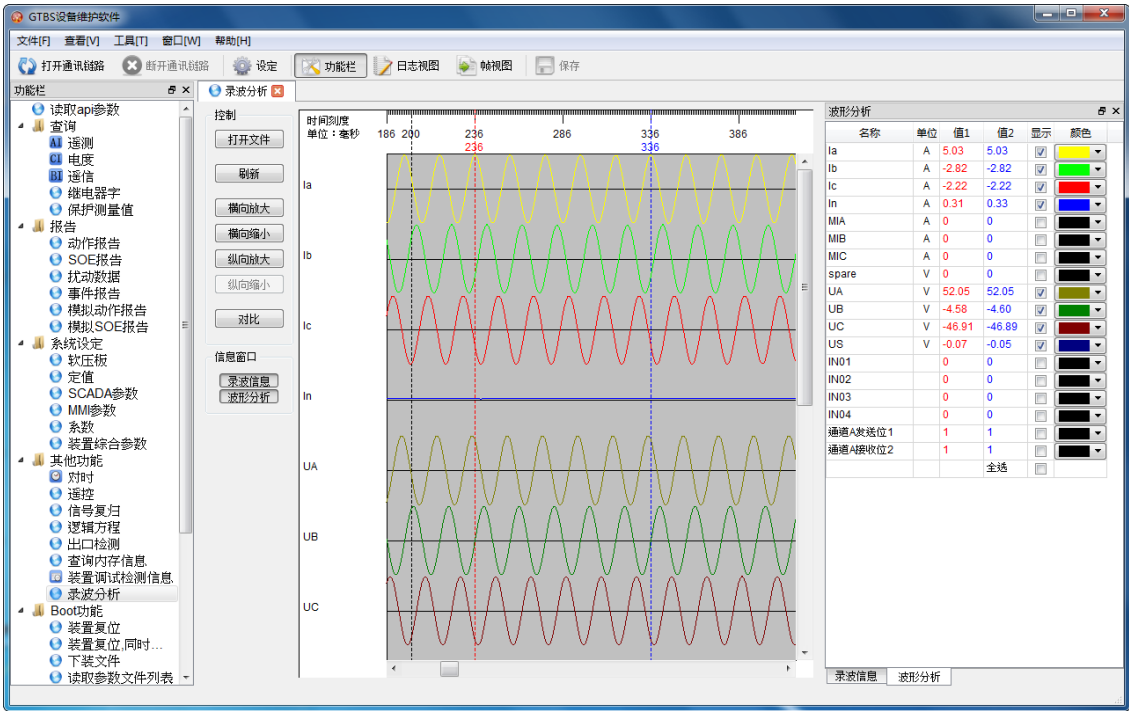 GTBS设备维护软件
文件[F] 查看[V] 工具[T] 窗口[W] 帮助[H]
打开通讯链路 断开通讯链路 设定 功能栏 日志视图 帧视图 保存
功能栏
读取api参数
查询
AI 遥测
CI 电度
BI 遥信
继电器字
保护测量值
报告
动作报告
SOE报告
扰动数据
事件报告
模拟动作报告
模拟SOE报告
系统设定
软压板
定值
SCADA参数
MMI参数
系数
装置综合参数
其他功能
对时
遥控
信号复归
逻辑方程
出口检测
查询内存信息
装置调试检测信息
录波分析
Boot功能
装置复位
装置复位,同时…
下装文件
读取参数文件列表
录波分析
控制
打开文件
刷新
横向放大
横向缩小
纵向放大
纵向缩小
对比
信息窗口
录波信息
波形分析
时间刻度
单位：毫秒
186 200 236 286 336 386
236 336
Ia
Ib
Ic
In
UA
UB
UC
波形分析
名称 单位 值1 值2 显示 颜色
Ia A 5.03 5.03
Ib A -2.82 -2.82
Ic A -2.22 -2.22
In A 0.31 0.33
MIA A 0 0
MIB A 0 0
MIC A 0 0
spare V 0 0
UA V 52.05 52.05
UB V -4.58 -4.60
UC V -46.91 -46.89
US V -0.07 -0.05
IN01 0 0
IN02 0 0
IN03 0 0
IN04 0 0
通道A发送位1 1 1
通道A接收位2 1 1
全选
录波信息 波形分析